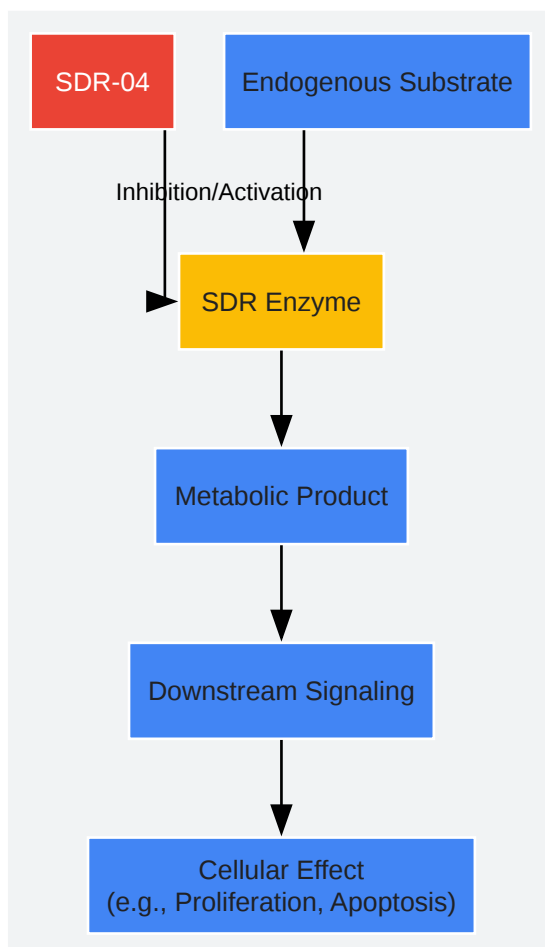 SDR-04
Endogenous Substrate
Inhibition/Activation
SDR Enzyme
Metabolic Product
Downstream Signaling
Cellular Effect
(e.g., Proliferation, Apoptosis)